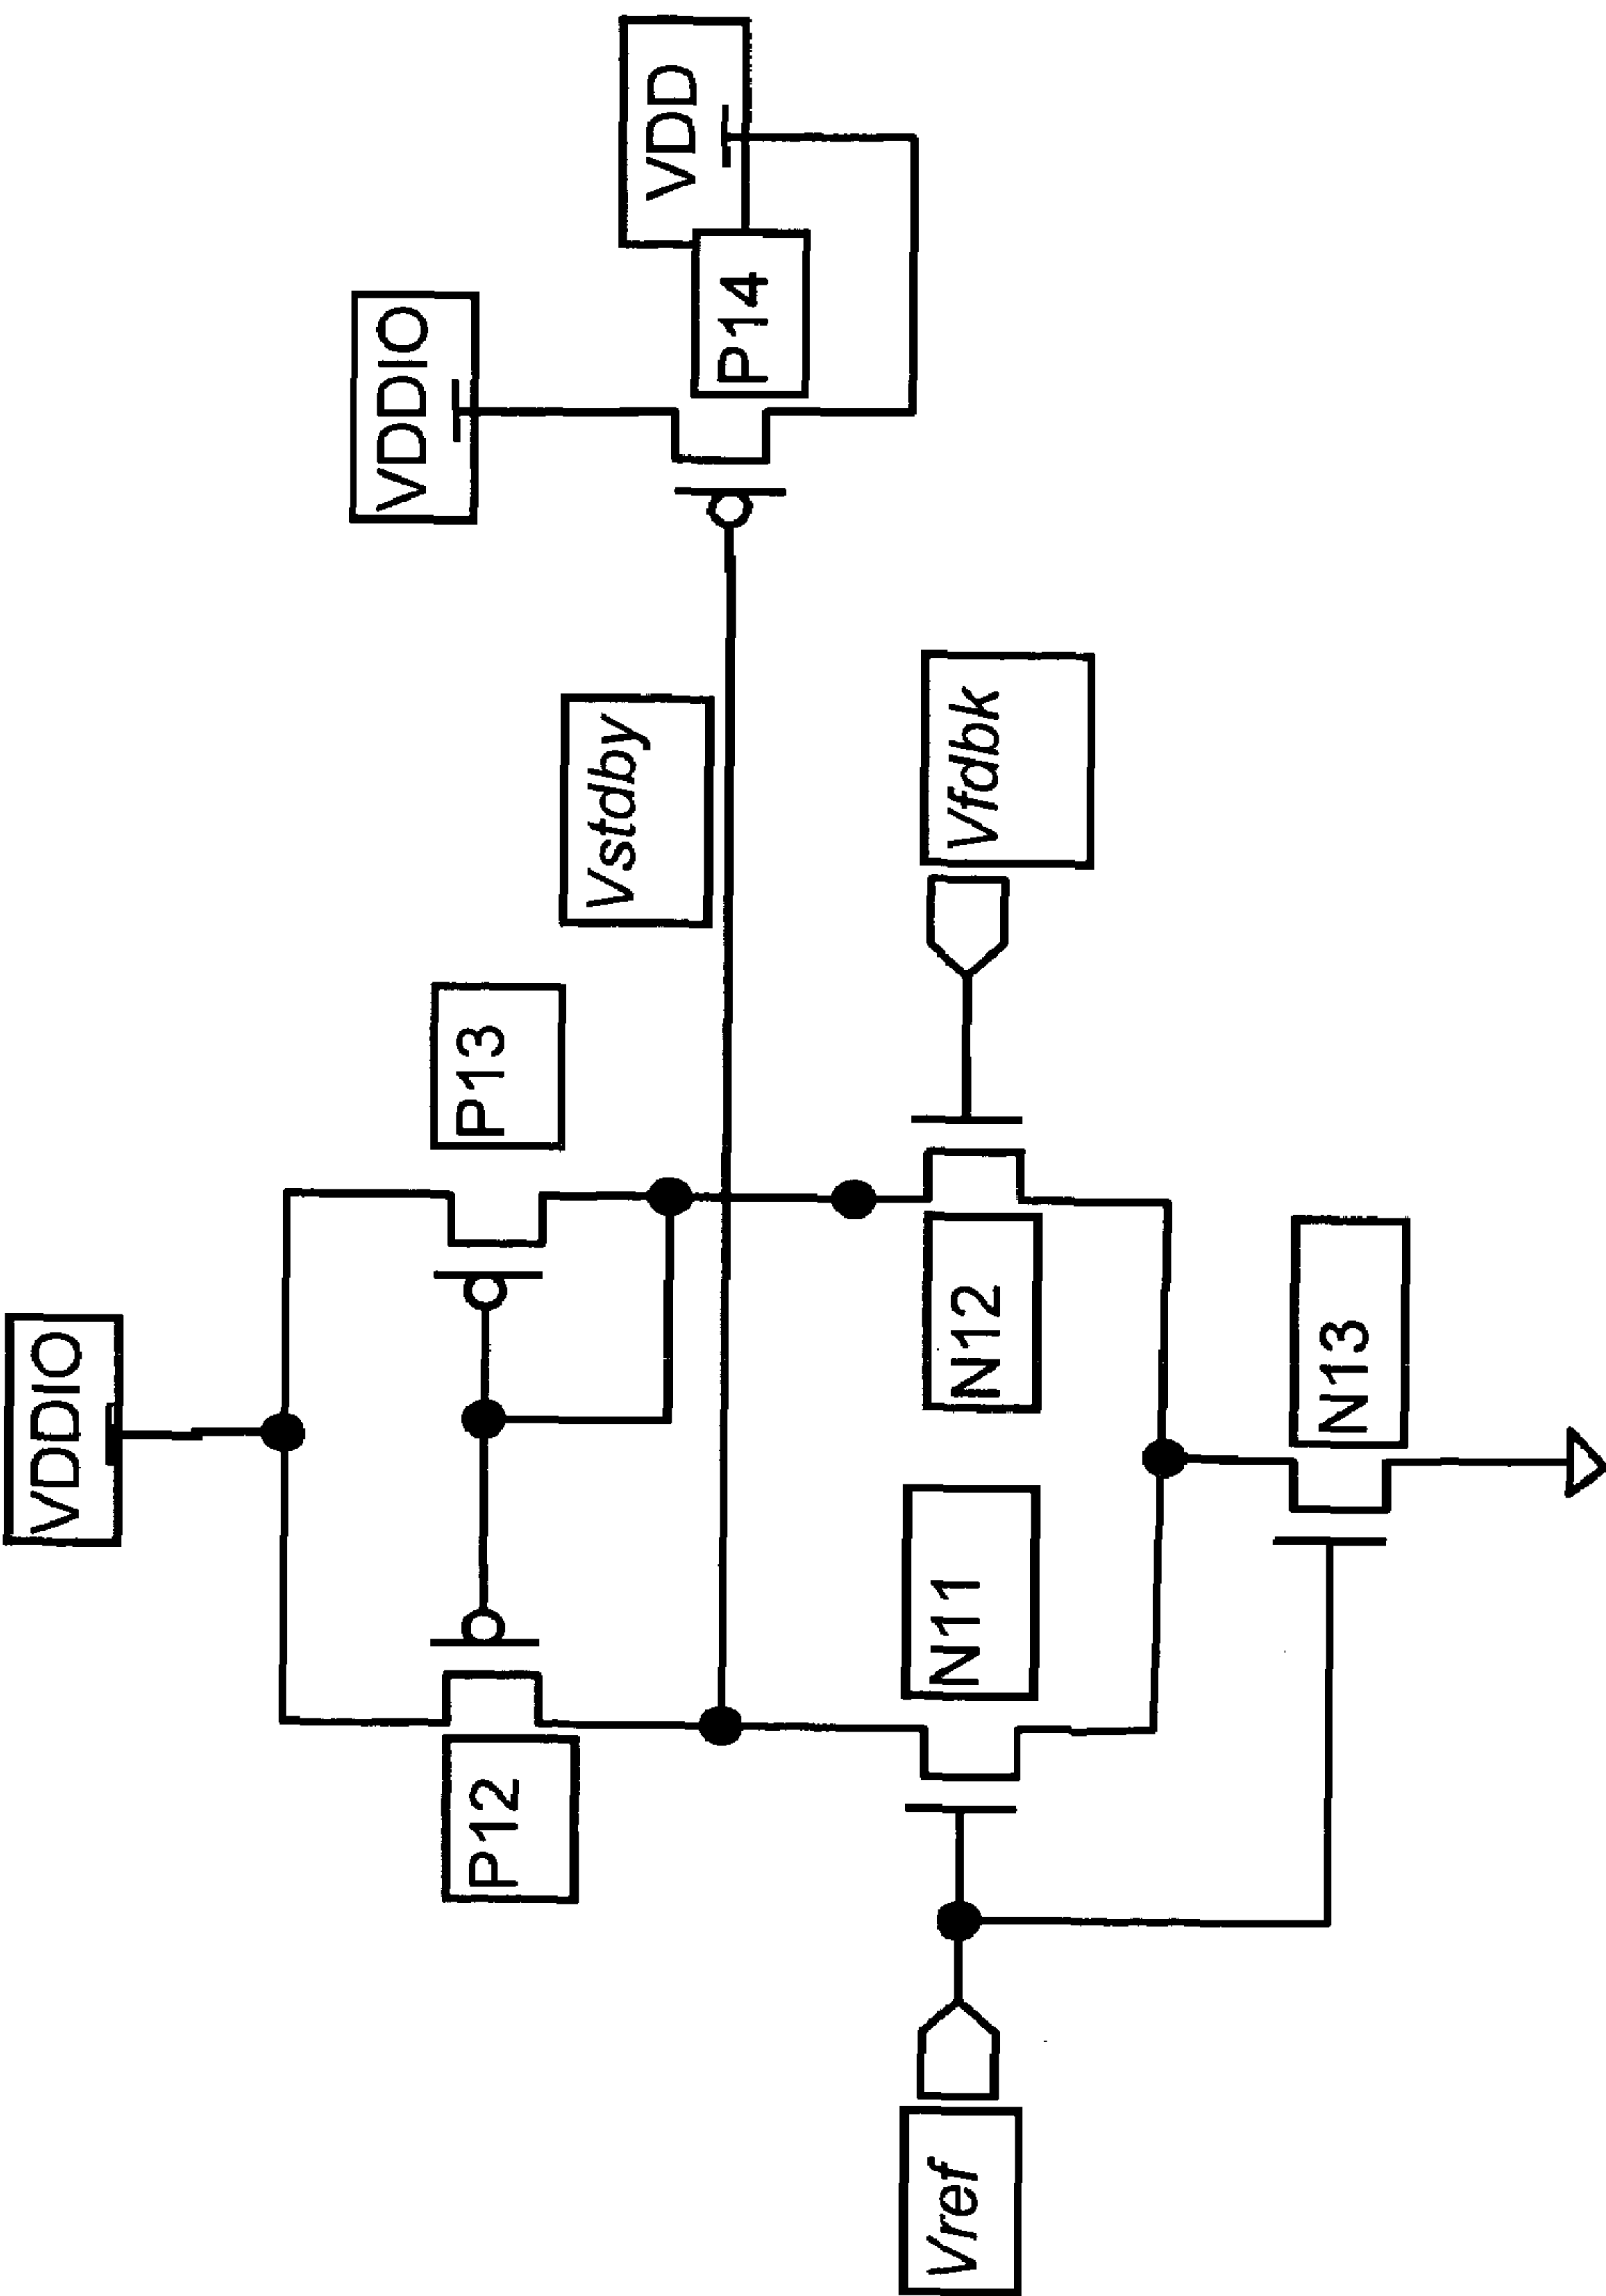 VDDIO
VDDIO
VDD
P14
P13
Vstdby
P12
N11
N12
Vfdbk
Vref
N13